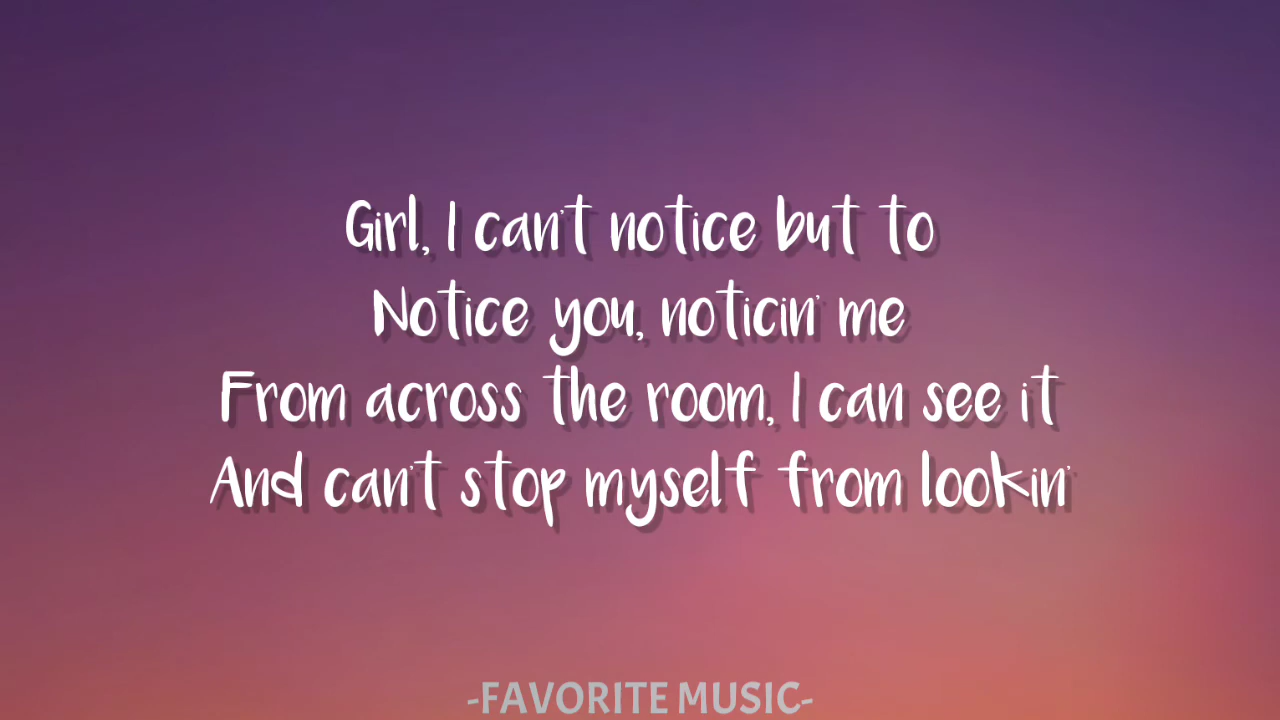 Girl, I can't notice but to
Notice you, noticin' me
From across the room, I can see it
And can't stop myself from lookin'
-FAVORITE MUSIC-